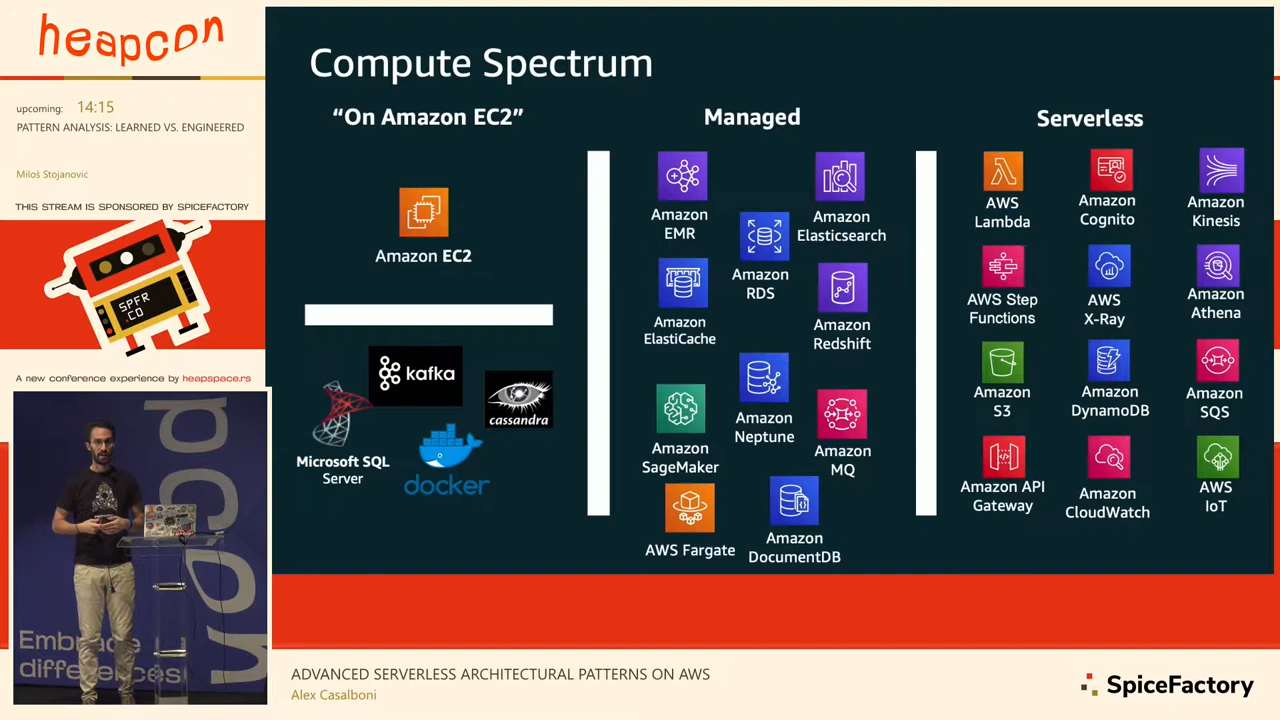 heapcon
upcoming: 14:15
PATTERN ANALYSIS: LEARNED VS. ENGINEERED
Miloš Stojanović
THIS STREAM IS SPONSORED BY SPICEFACTORY
SPFR
.CO
A new conference experience by heapspace.rs
Embrace
differences
Compute Spectrum
“On Amazon EC2”
Amazon EC2
kafka
cassandra
Microsoft SQL
Server
docker
Managed
Amazon
EMR
Amazon
Elasticsearch
Amazon
RDS
Amazon
ElastiCache
Amazon
Redshift
Amazon
Neptune
Amazon
SageMaker
Amazon
MQ
AWS Fargate
Amazon
DocumentDB
Serverless
AWS
Lambda
Amazon
Cognito
Amazon
Kinesis
AWS Step
Functions
AWS
X-Ray
Amazon
Athena
Amazon
S3
Amazon
DynamoDB
Amazon
SQS
Amazon API
Gateway
Amazon
CloudWatch
AWS
IoT
ADVANCED SERVERLESS ARCHITECTURAL PATTERNS ON AWS
Alex Casalboni
SpiceFactory